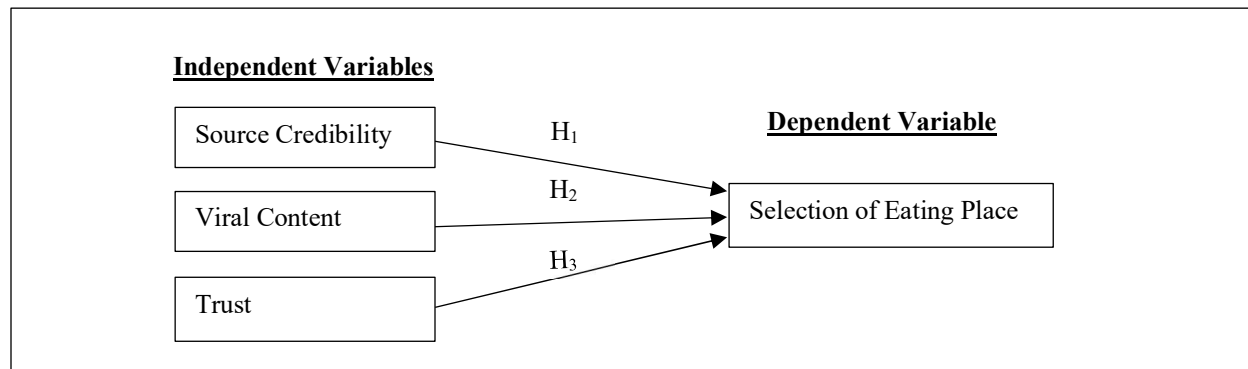 Independent Variables
Source Credibility
H₁
Dependent Variable
Viral Content
H₂
Selection of Eating Place
Trust
H₃